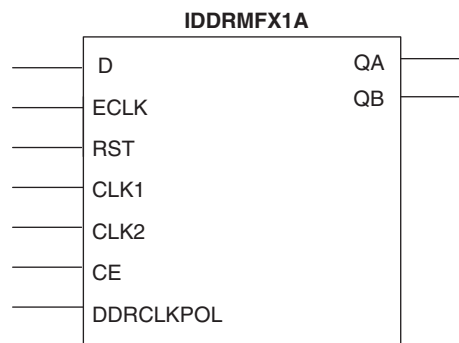 IDDRMFX1A
D
QA
ECLK
QB
RST
CLK1
CLK2
CE
DDRCLKPOL